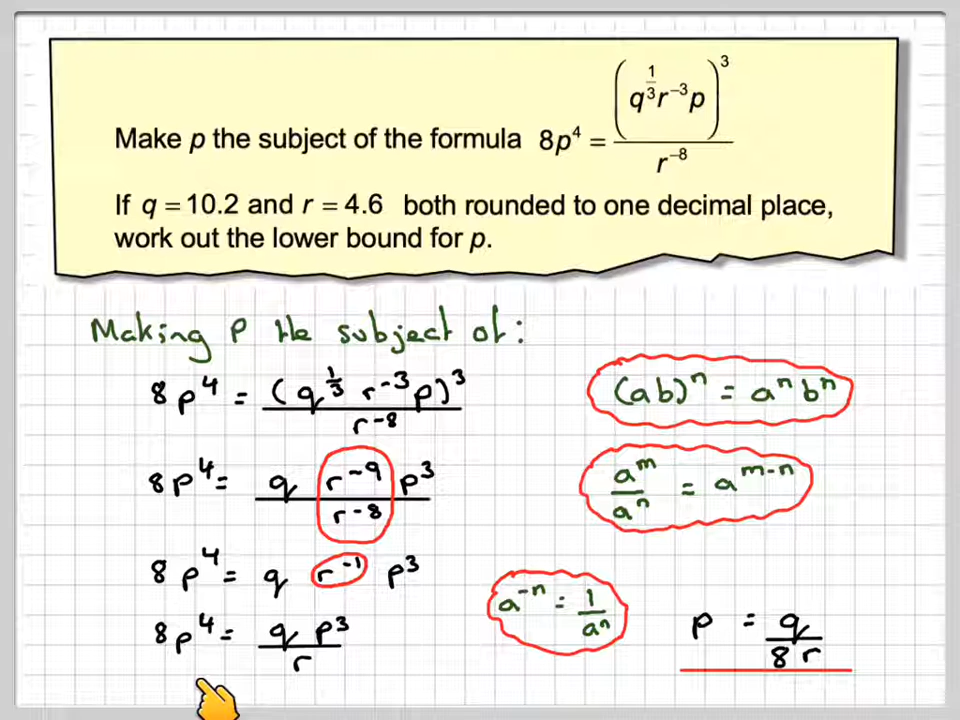 Make p the subject of the formula 8p⁴ = (q^(1/3) r⁻³ p)³ / r⁻⁸
If q = 10.2 and r = 4.6 both rounded to one decimal place,
work out the lower bound for p.
Making P the subject of:
8p⁴ = (q^(1/3) r⁻³ p)³ / r⁻⁸
(ab)ⁿ = aⁿbⁿ
8p⁴ = q r⁻⁹ p³ / r⁻⁸
aᵐ / aⁿ = aᵐ⁻ⁿ
8p⁴ = q r⁻¹ p³
a⁻ⁿ = 1 / aⁿ
8p⁴ = q p³ / r
p = q / 8r